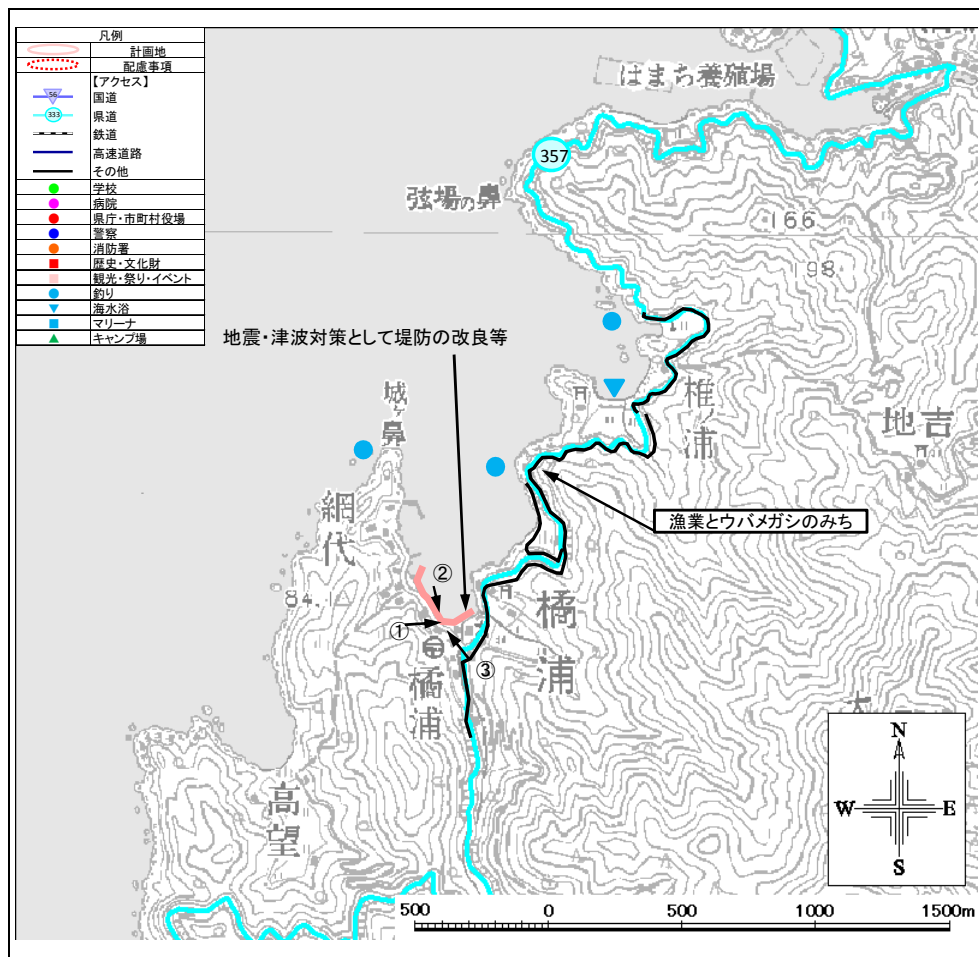 凡例
計画地
配慮事項
【アクセス】
56
国道
333
県道
鉄道
高速道路
その他
学校
病院
県庁・市町村役場
警察
消防署
歴史・文化財
観光・祭り・イベント
釣り
海水浴
マリーナ
キャンプ場
はまち養殖場
357
弦場の鼻
166
198
地震・津波対策として堤防の改良等
城ヶ鼻
椎ノ浦
地吉
網代
漁業とウバメガシのみち
84.1
②
①
③
橘浦
橘浦
高望
N
W
E
S
500
0
500
1000
1500m